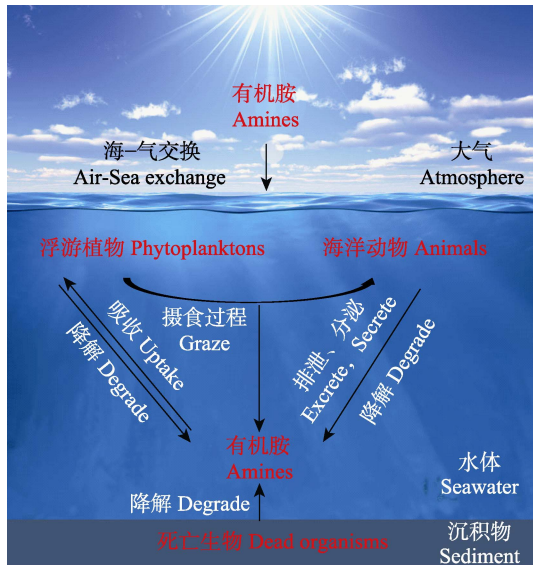 有机胺
Amines
海–气交换
Air-Sea exchange
大气
Atmosphere
浮游植物 Phytoplanktons
海洋动物 Animals
吸收 Uptake
降解 Degrade
摄食过程
Graze
排泄、分泌
Excrete，Secrete
降解 Degrade
有机胺
Amines
水体
Seawater
降解 Degrade
死亡生物 Dead organisms
沉积物
Sediment